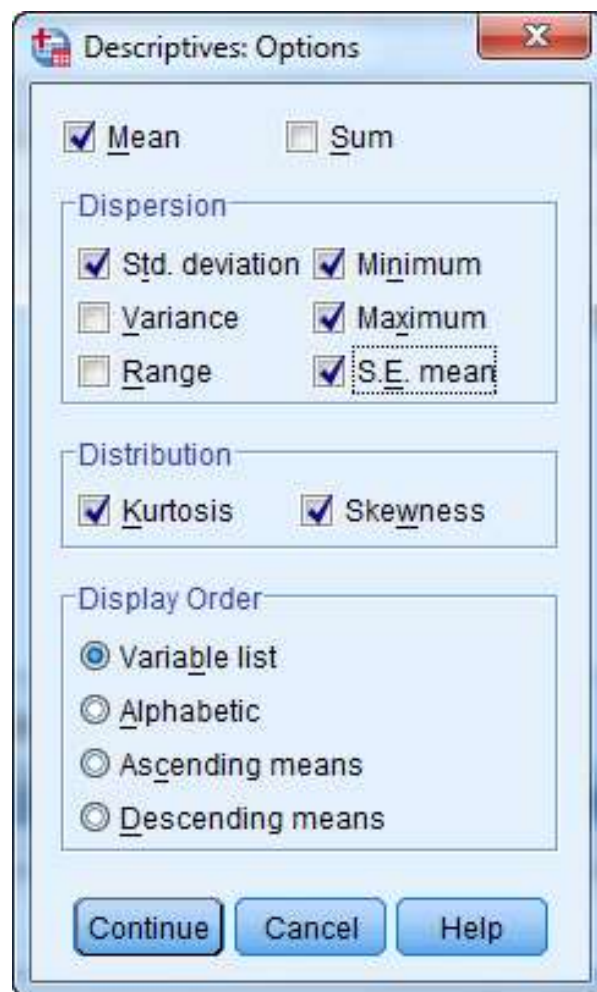 Descriptives: Options
Mean Sum
Dispersion
Std. deviation Minimum
Variance Maximum
Range S.E. mean
Distribution
Kurtosis Skewness
Display Order
Variable list
Alphabetic
Ascending means
Descending means
Continue Cancel Help